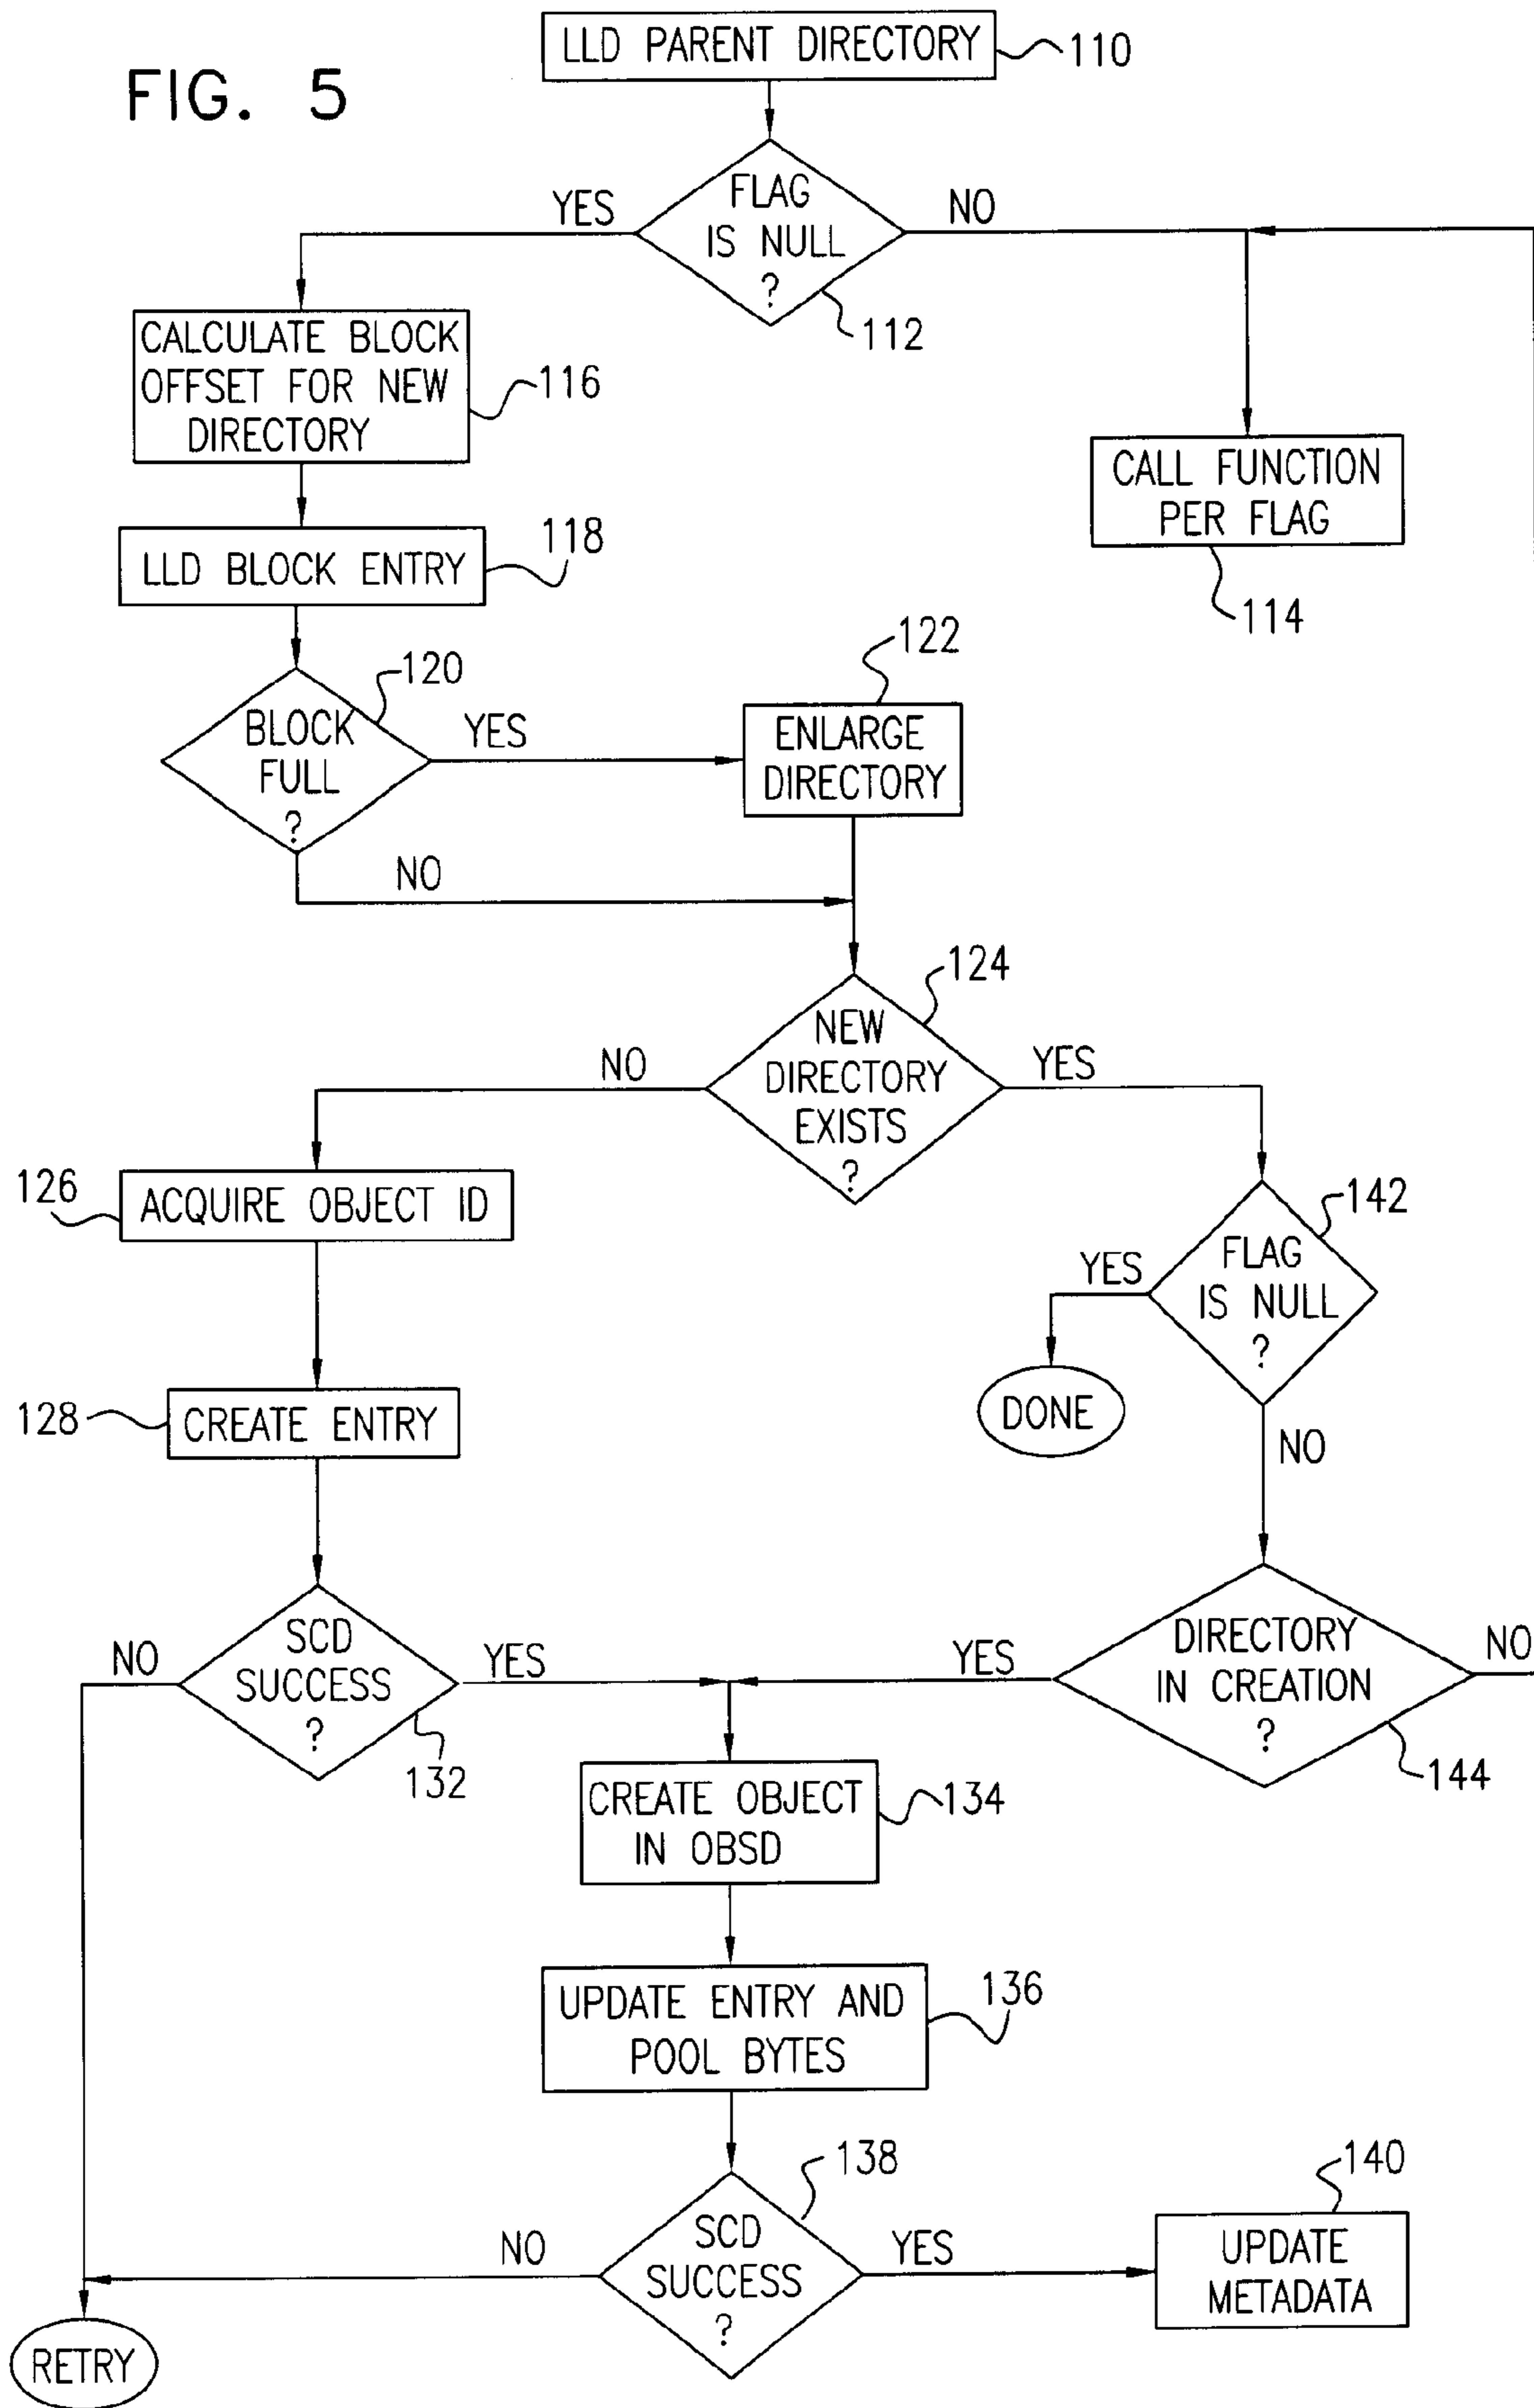 FIG. 5
LLD PARENT DIRECTORY
110
FLAG
IS NULL
?
YES
NO
112
CALCULATE BLOCK
OFFSET FOR NEW
DIRECTORY
116
CALL FUNCTION
PER FLAG
114
LLD BLOCK ENTRY
118
BLOCK
FULL
?
120
YES
NO
ENLARGE
DIRECTORY
122
NEW
DIRECTORY
EXISTS
?
124
NO
YES
126
ACQUIRE OBJECT ID
FLAG
IS NULL
?
142
YES
DONE
NO
128
CREATE ENTRY
SCD
SUCCESS
?
132
NO
YES
DIRECTORY
IN CREATION
?
144
YES
NO
CREATE OBJECT
IN OBSD
134
UPDATE ENTRY AND
POOL BYTES
136
SCD
SUCCESS
?
138
NO
YES
UPDATE
METADATA
140
RETRY